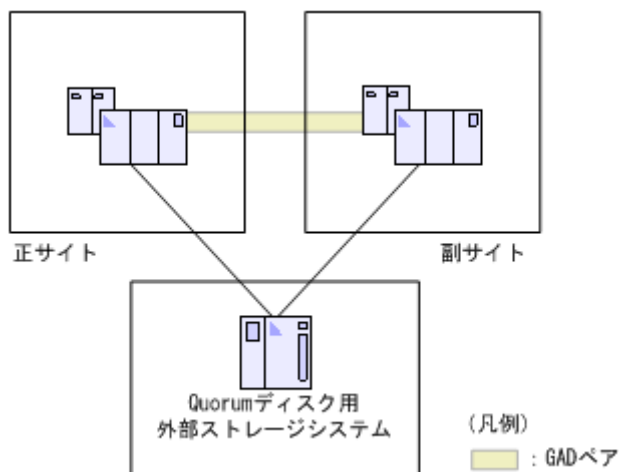 正サイト
副サイト
Quorumディスク用
外部ストレージシステム
(凡例)
: GADペア